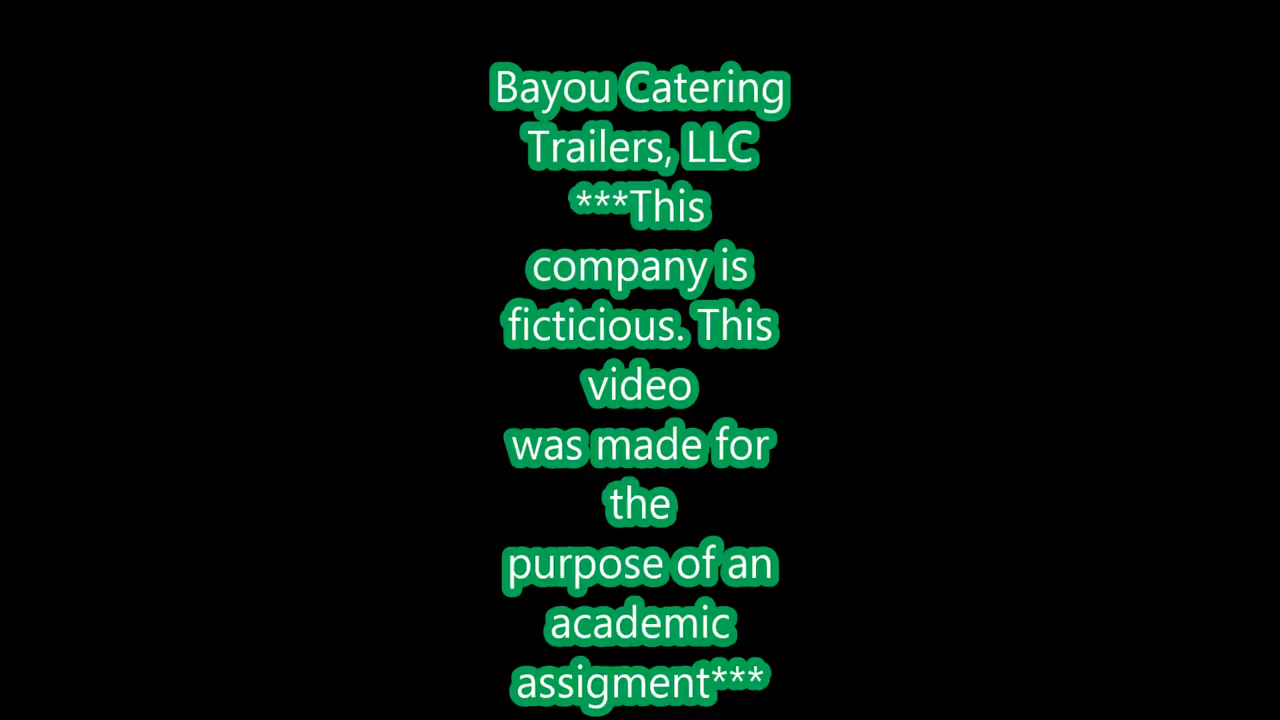 Bayou Catering
Trailers, LLC
***This
company is
ficticious. This
video
was made for
the
purpose of an
academic
assigment***